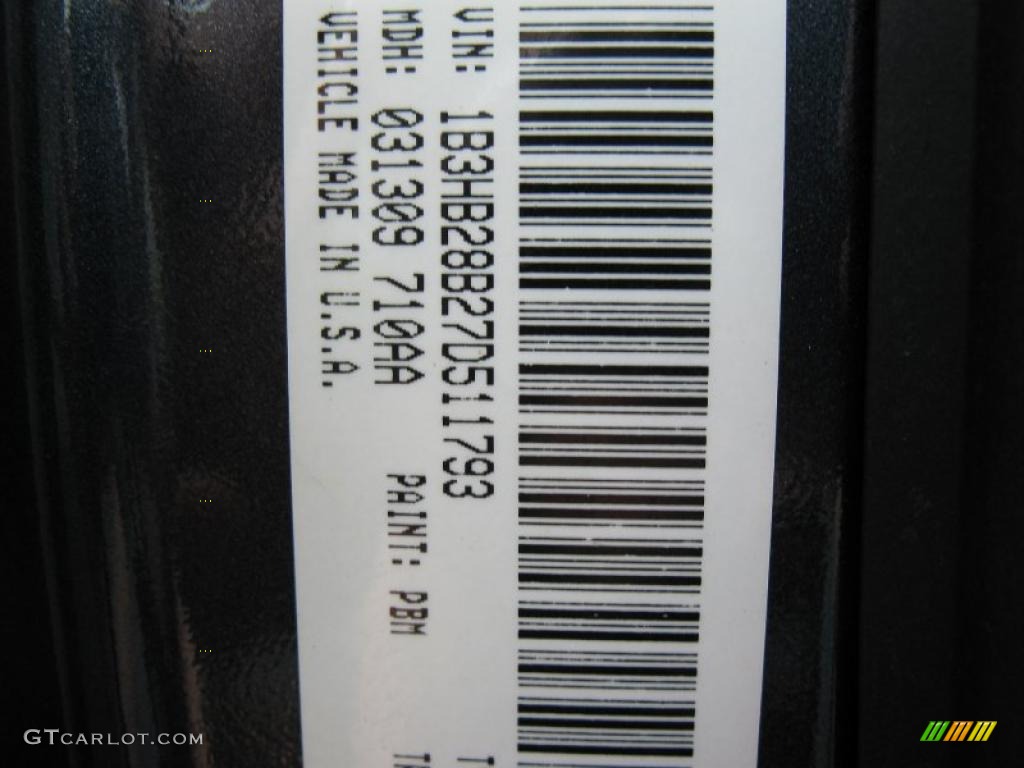 VIN: 1B3HB28B27D511793
MDH: 031309 710AA PAINT: PBM
VEHICLE MADE IN U.S.A.
GTCARLOT.COM